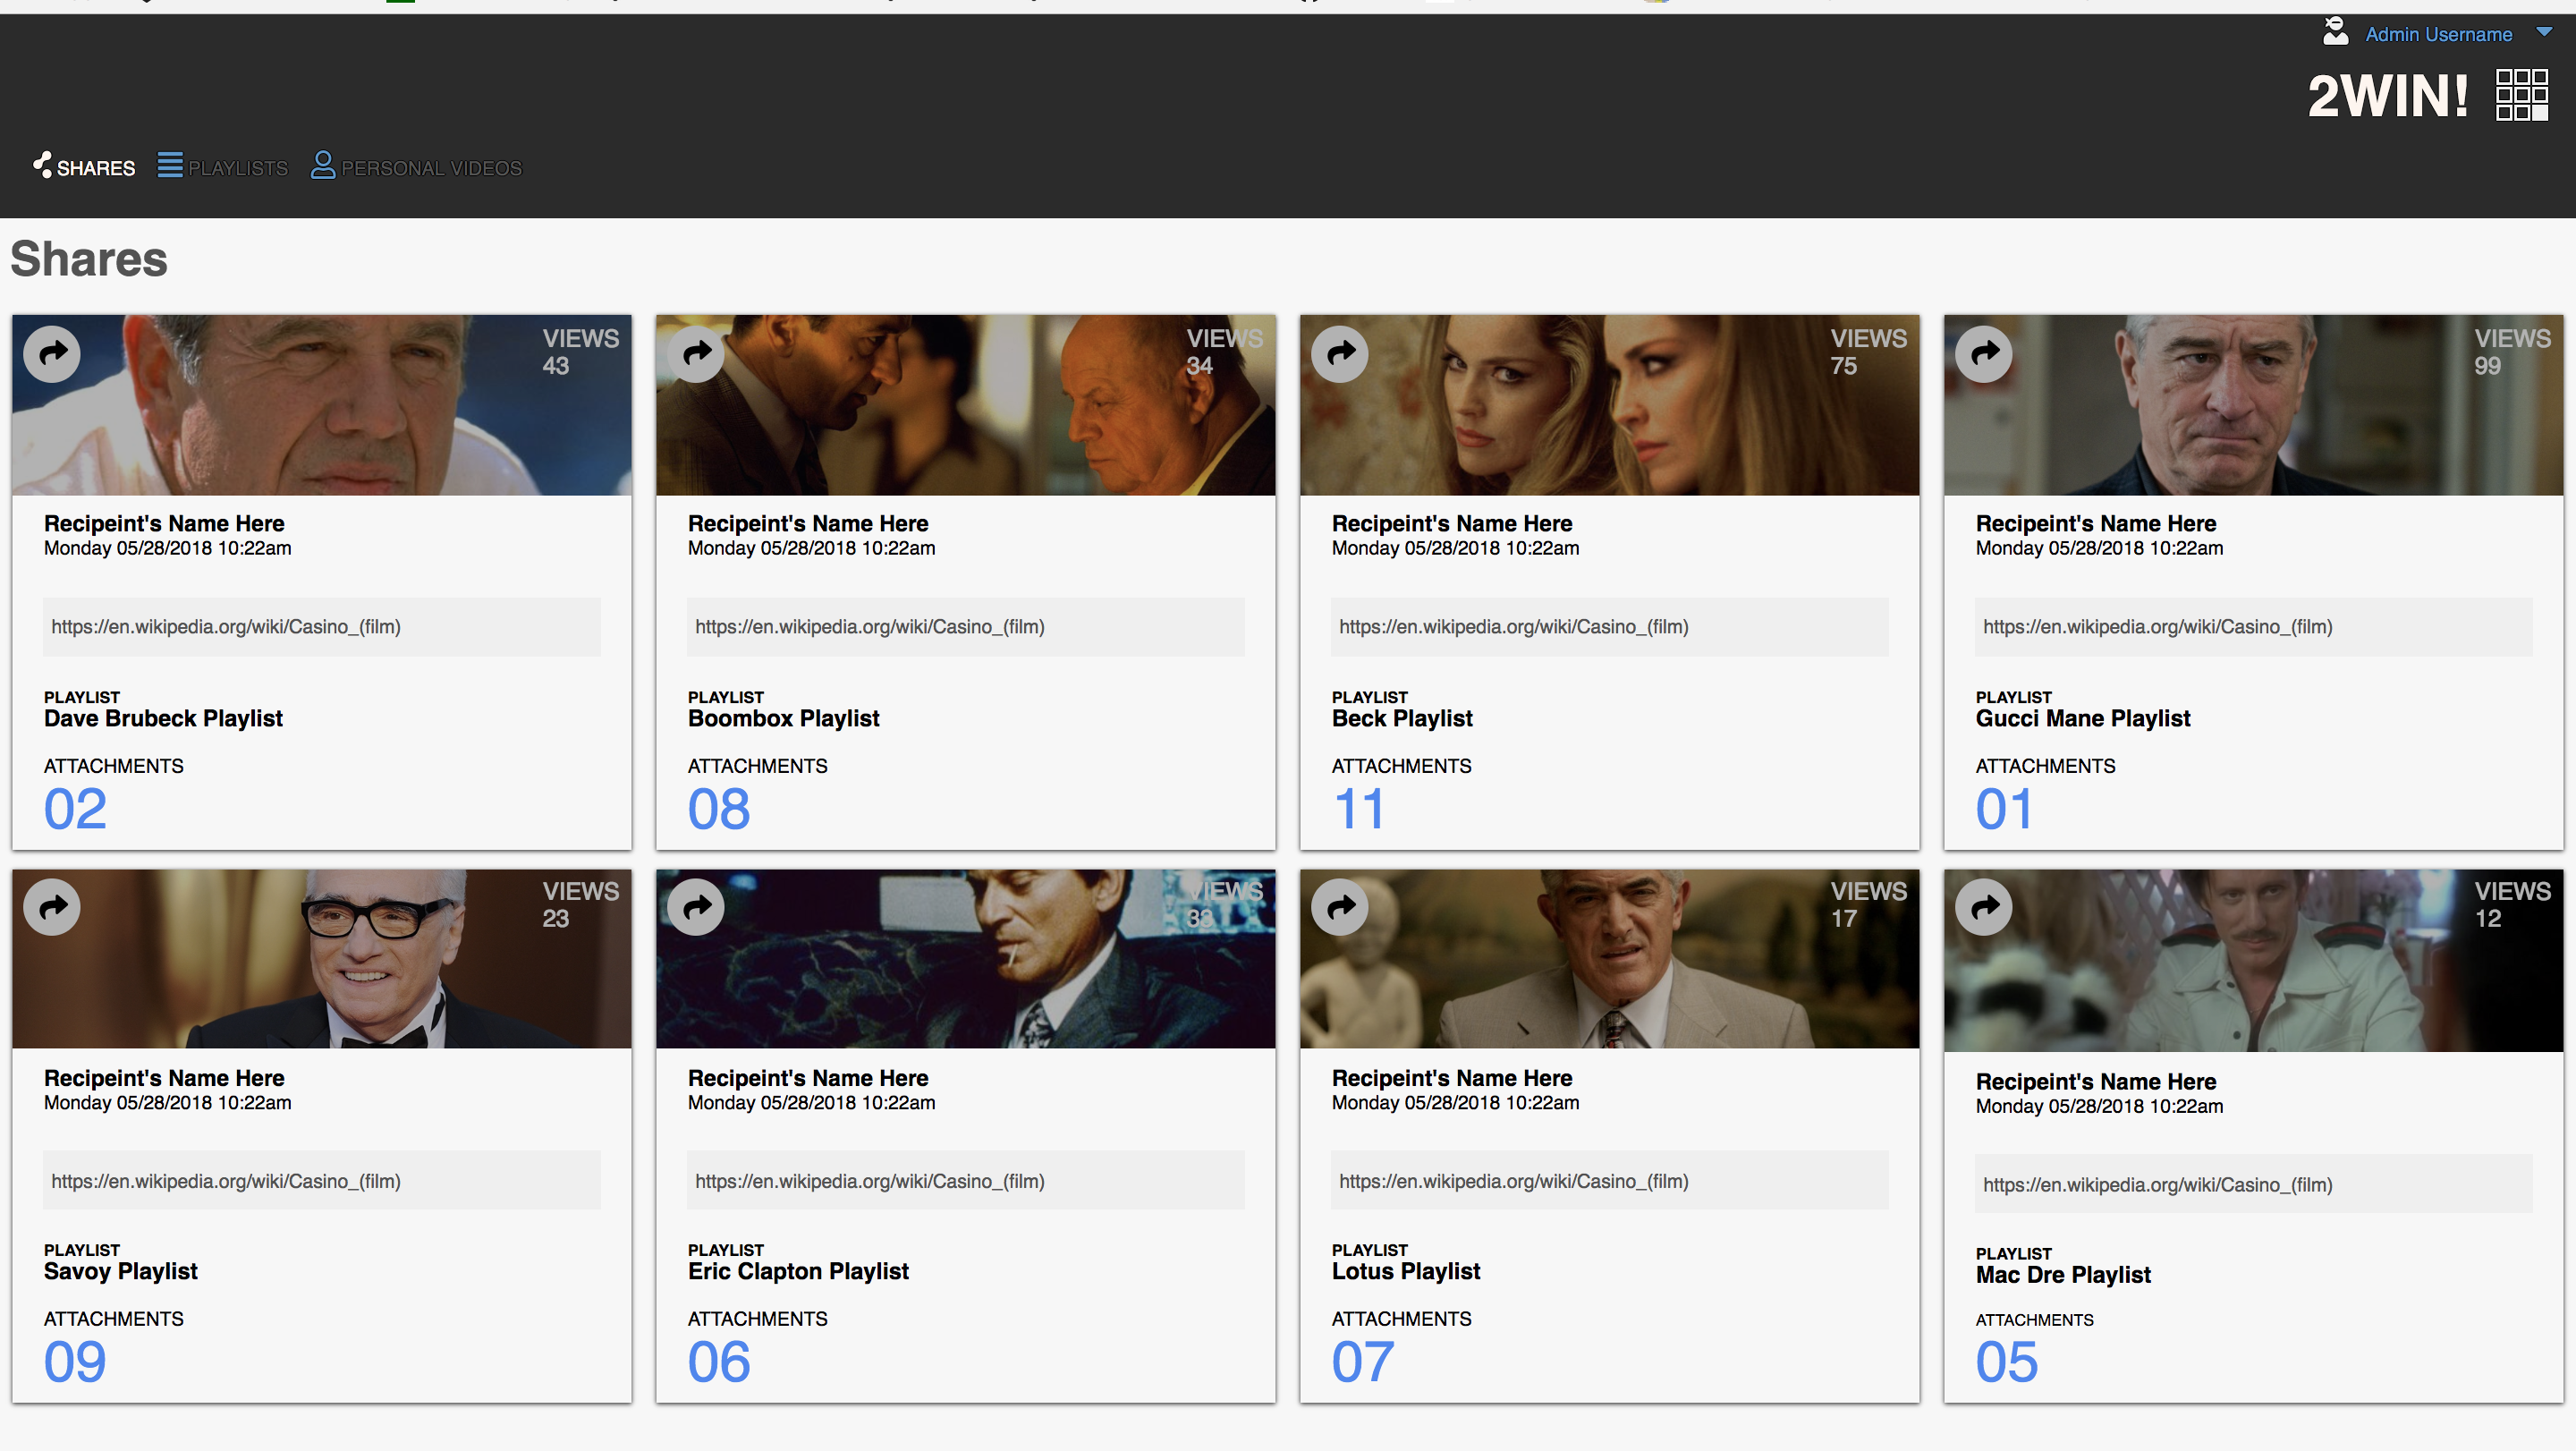 Admin Username
2WIN!
SHARES PLAYLISTS PERSONAL VIDEOS
Shares
VIEWS
43
Recipeint's Name Here
Monday 05/28/2018 10:22am
https://en.wikipedia.org/wiki/Casino_(film)
PLAYLIST
Dave Brubeck Playlist
ATTACHMENTS
02
VIEWS
34
Recipeint's Name Here
Monday 05/28/2018 10:22am
https://en.wikipedia.org/wiki/Casino_(film)
PLAYLIST
Boombox Playlist
ATTACHMENTS
08
VIEWS
75
Recipeint's Name Here
Monday 05/28/2018 10:22am
https://en.wikipedia.org/wiki/Casino_(film)
PLAYLIST
Beck Playlist
ATTACHMENTS
11
VIEWS
99
Recipeint's Name Here
Monday 05/28/2018 10:22am
https://en.wikipedia.org/wiki/Casino_(film)
PLAYLIST
Gucci Mane Playlist
ATTACHMENTS
01
VIEWS
23
Recipeint's Name Here
Monday 05/28/2018 10:22am
https://en.wikipedia.org/wiki/Casino_(film)
PLAYLIST
Savoy Playlist
ATTACHMENTS
09
VIEWS
Recipeint's Name Here
Monday 05/28/2018 10:22am
https://en.wikipedia.org/wiki/Casino_(film)
PLAYLIST
Eric Clapton Playlist
ATTACHMENTS
06
VIEWS
17
Recipeint's Name Here
Monday 05/28/2018 10:22am
https://en.wikipedia.org/wiki/Casino_(film)
PLAYLIST
Lotus Playlist
ATTACHMENTS
07
VIEWS
12
Recipeint's Name Here
Monday 05/28/2018 10:22am
https://en.wikipedia.org/wiki/Casino_(film)
PLAYLIST
Mac Dre Playlist
ATTACHMENTS
05